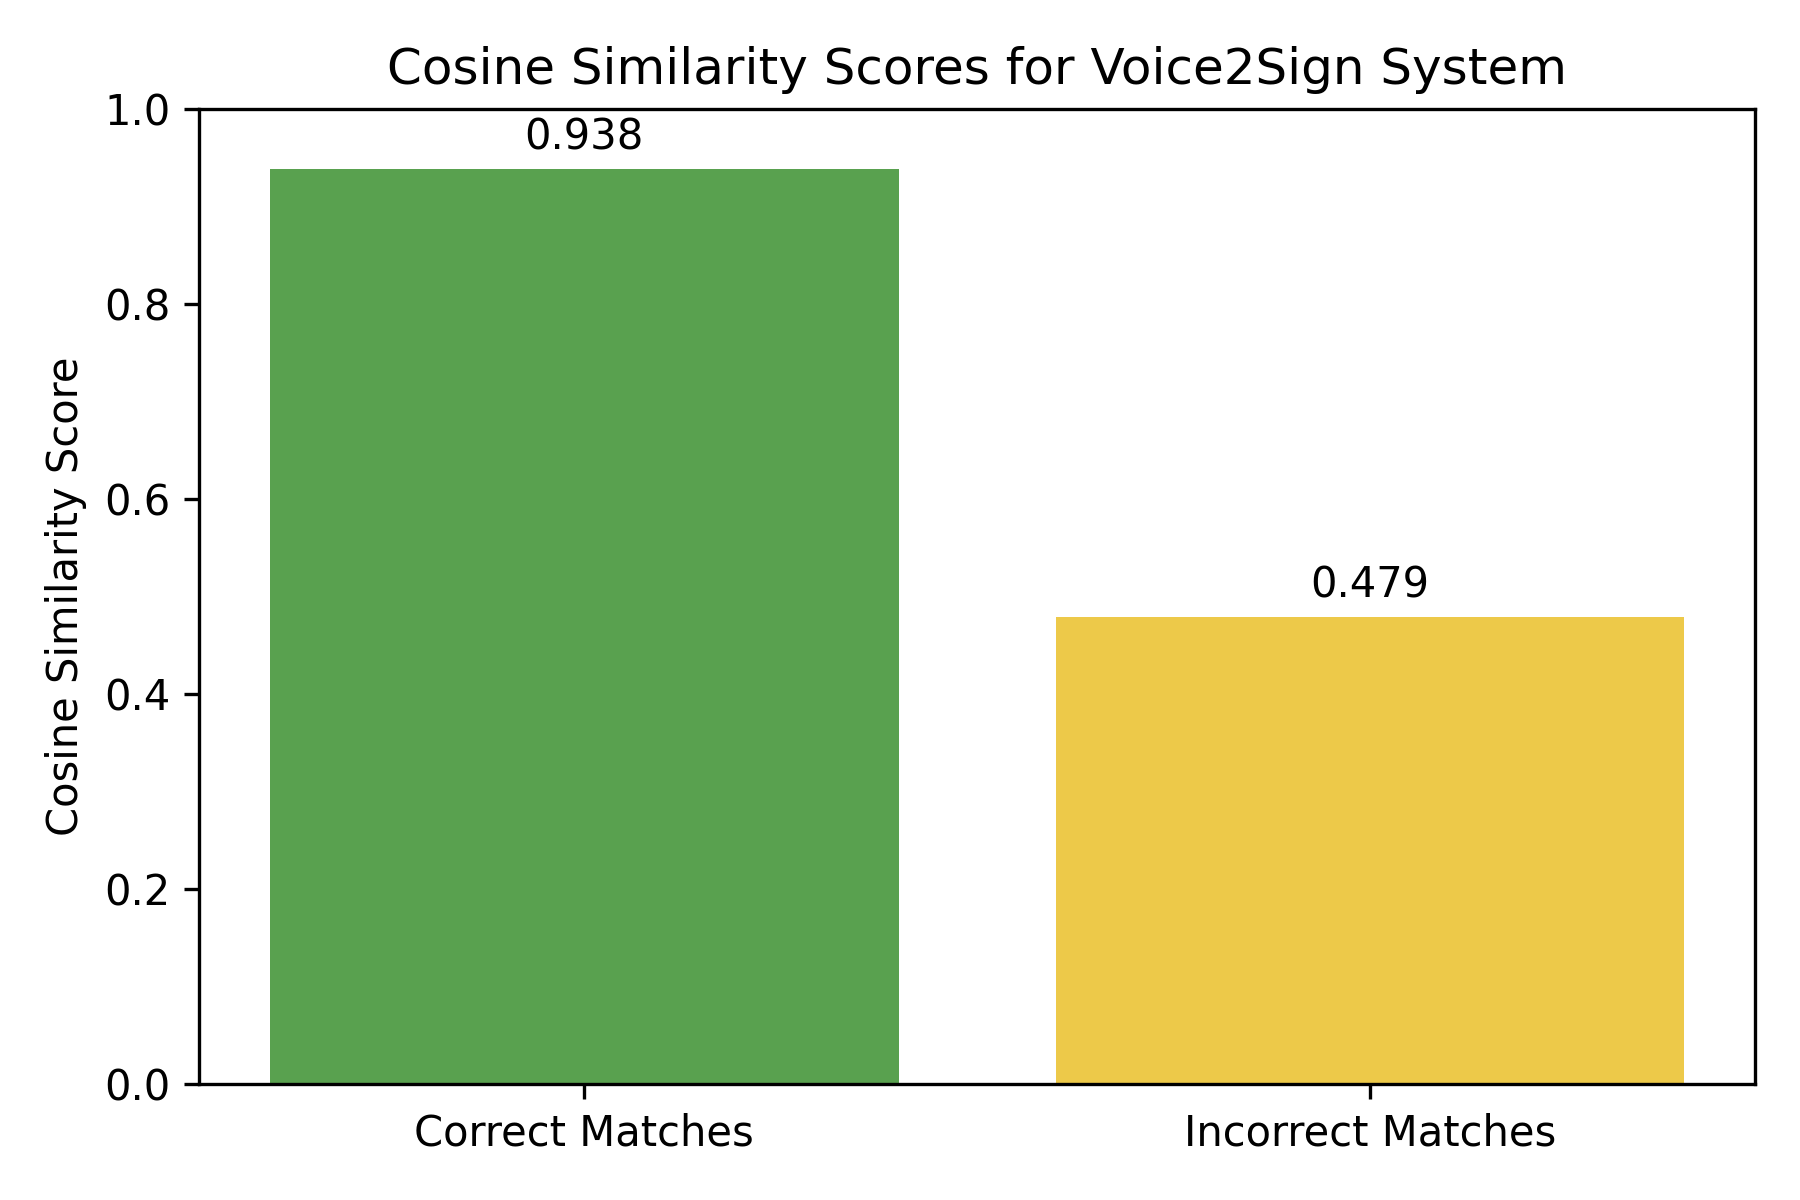 Cosine Similarity Scores for Voice2Sign System
1.0
0.938
0.8
0.6
0.479
0.4
0.2
0.0
Cosine Similarity Score
Correct Matches
Incorrect Matches